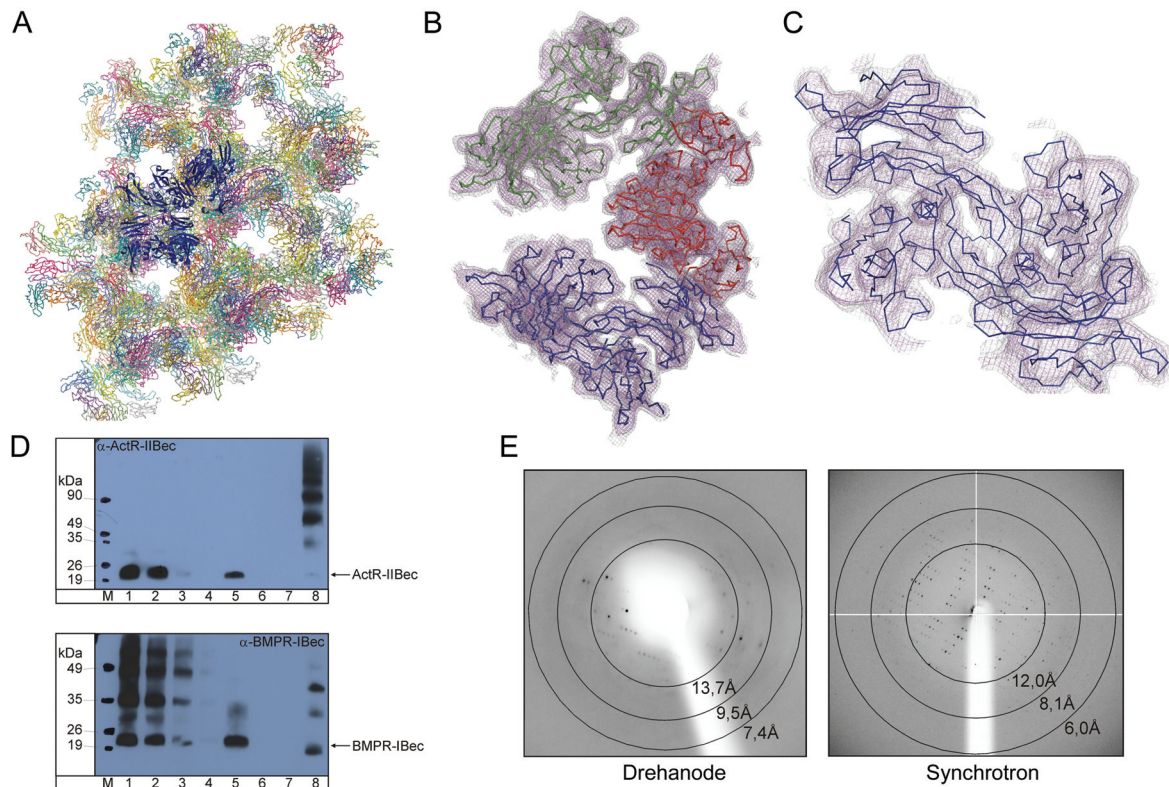 A
B
C
D
α-ActR-IIBec
kDa
90
49
35
26
19
ActR-IIBec
M 1 2 3 4 5 6 7 8
α-BMPR-IBec
kDa
49
35
26
19
BMPR-IBec
M 1 2 3 4 5 6 7 8
E
13,7Å
9,5Å
7,4Å
Drehanode
12,0Å
8,1Å
6,0Å
Synchrotron